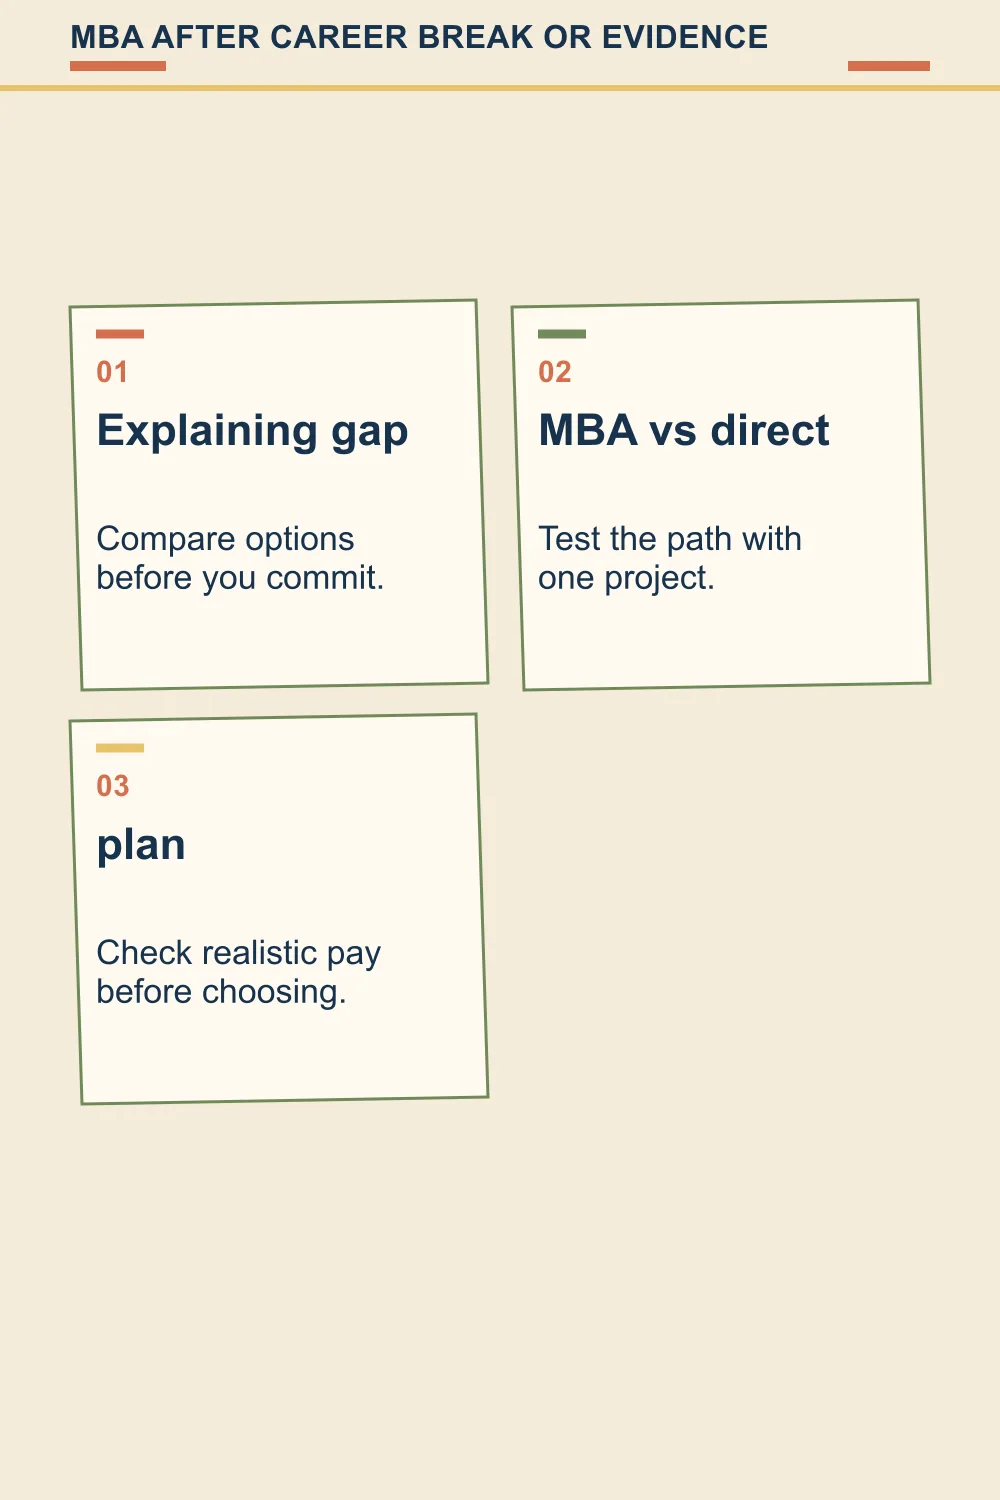 MBA AFTER CAREER BREAK OR EVIDENCE
01
Explaining gap
Compare options
before you commit.
02
MBA vs direct
Test the path with
one project.
03
plan
Check realistic pay
before choosing.